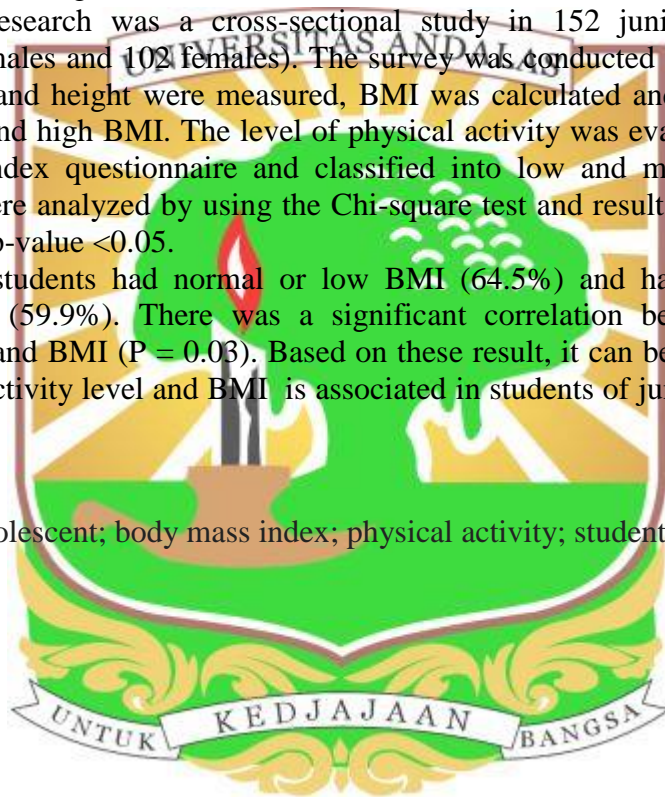 esearch was a cross-sectional study in 152 juni
nales and 102 females). The survey was conducted
UNIVERSITAS ANDALAS
and height were measured, BMI was calculated an
nd high BMI. The level of physical activity was eva
ndex questionnaire and classified into low and m
ere analyzed by using the Chi-square test and result
p-value <0.05.
students had normal or low BMI (64.5%) and ha
(59.9%). There was a significant correlation be
and BMI (P = 0.03). Based on these result, it can be
ctivity level and BMI is associated in students of ju
olescent; body mass index; physical activity; student
UNTUK KEDJAJAAN BANGSA